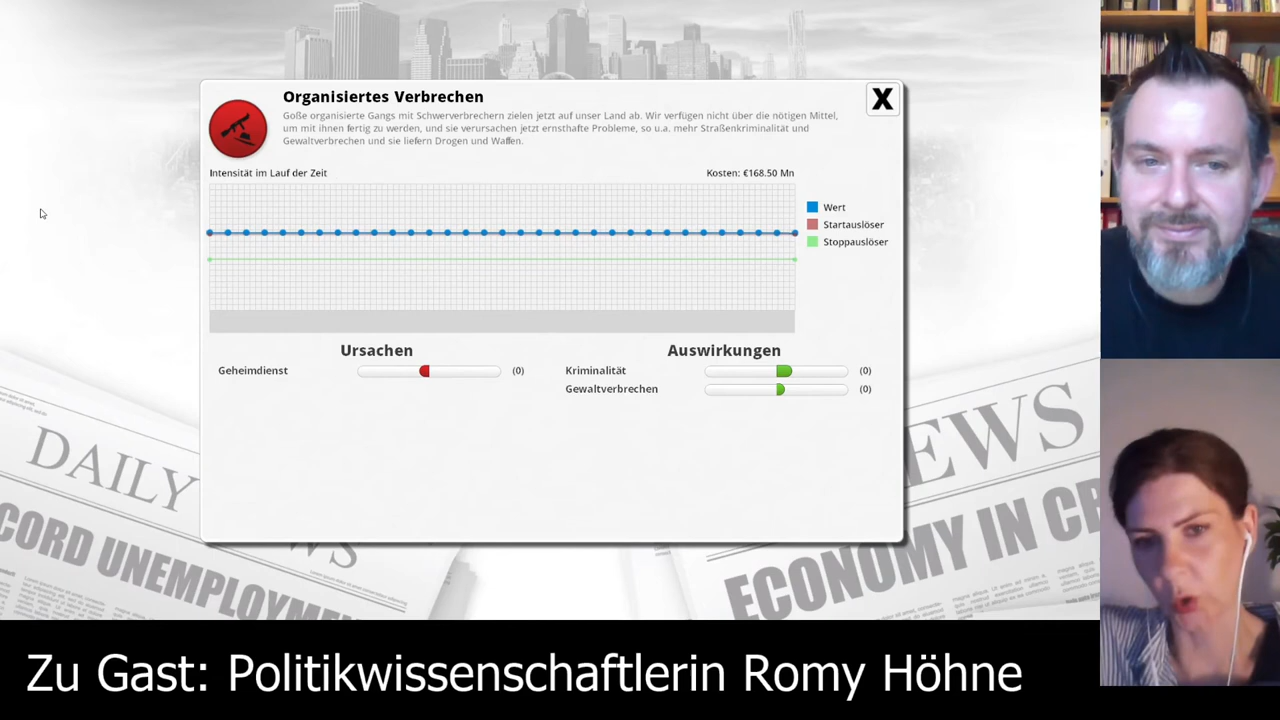 Organisiertes Verbrechen
X
Goße organisierte Gangs mit Schwerverbrechern zielen jetzt auf unser Land ab. Wir verfügen nicht über die nötigen Mittel,
um mit ihnen fertig zu werden, und sie verursachen jetzt ernsthafte Probleme, so u.a. mehr Straßenkriminalität und
Gewaltverbrechen und sie liefern Drogen und Waffen.
Intensität im Lauf der Zeit
Kosten: €168.50 Mn
Wert
Startauslöser
Stoppauslöser
Ursachen
Geheimdienst (0)
Auswirkungen
Kriminalität (0)
Gewaltverbrechen (0)
DAILY
WS
CORD UNEMPLOYME
EWS
ECONOMY IN CR
Zu Gast: Politikwissenschaftlerin Romy Höhne